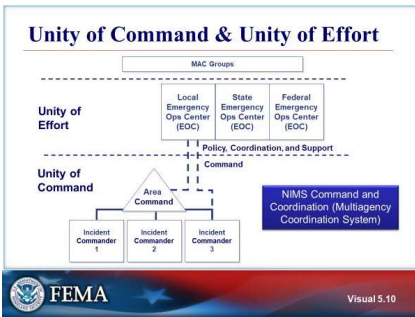 Unity of Command & Unity of Effort
MAC Groups
Unity of
Effort
Local
Emergency
Ops Center
(EOC)
State
Emergency
Ops Center
(EOC)
Federal
Emergency
Ops Center
(EOC)
Policy, Coordination, and Support
Command
Unity of
Command
Area
Command
NIMS Command and
Coordination (Multiagency
Coordination System)
Incident
Commander
1
Incident
Commander
2
Incident
Commander
3
FEMA
Visual 5.10